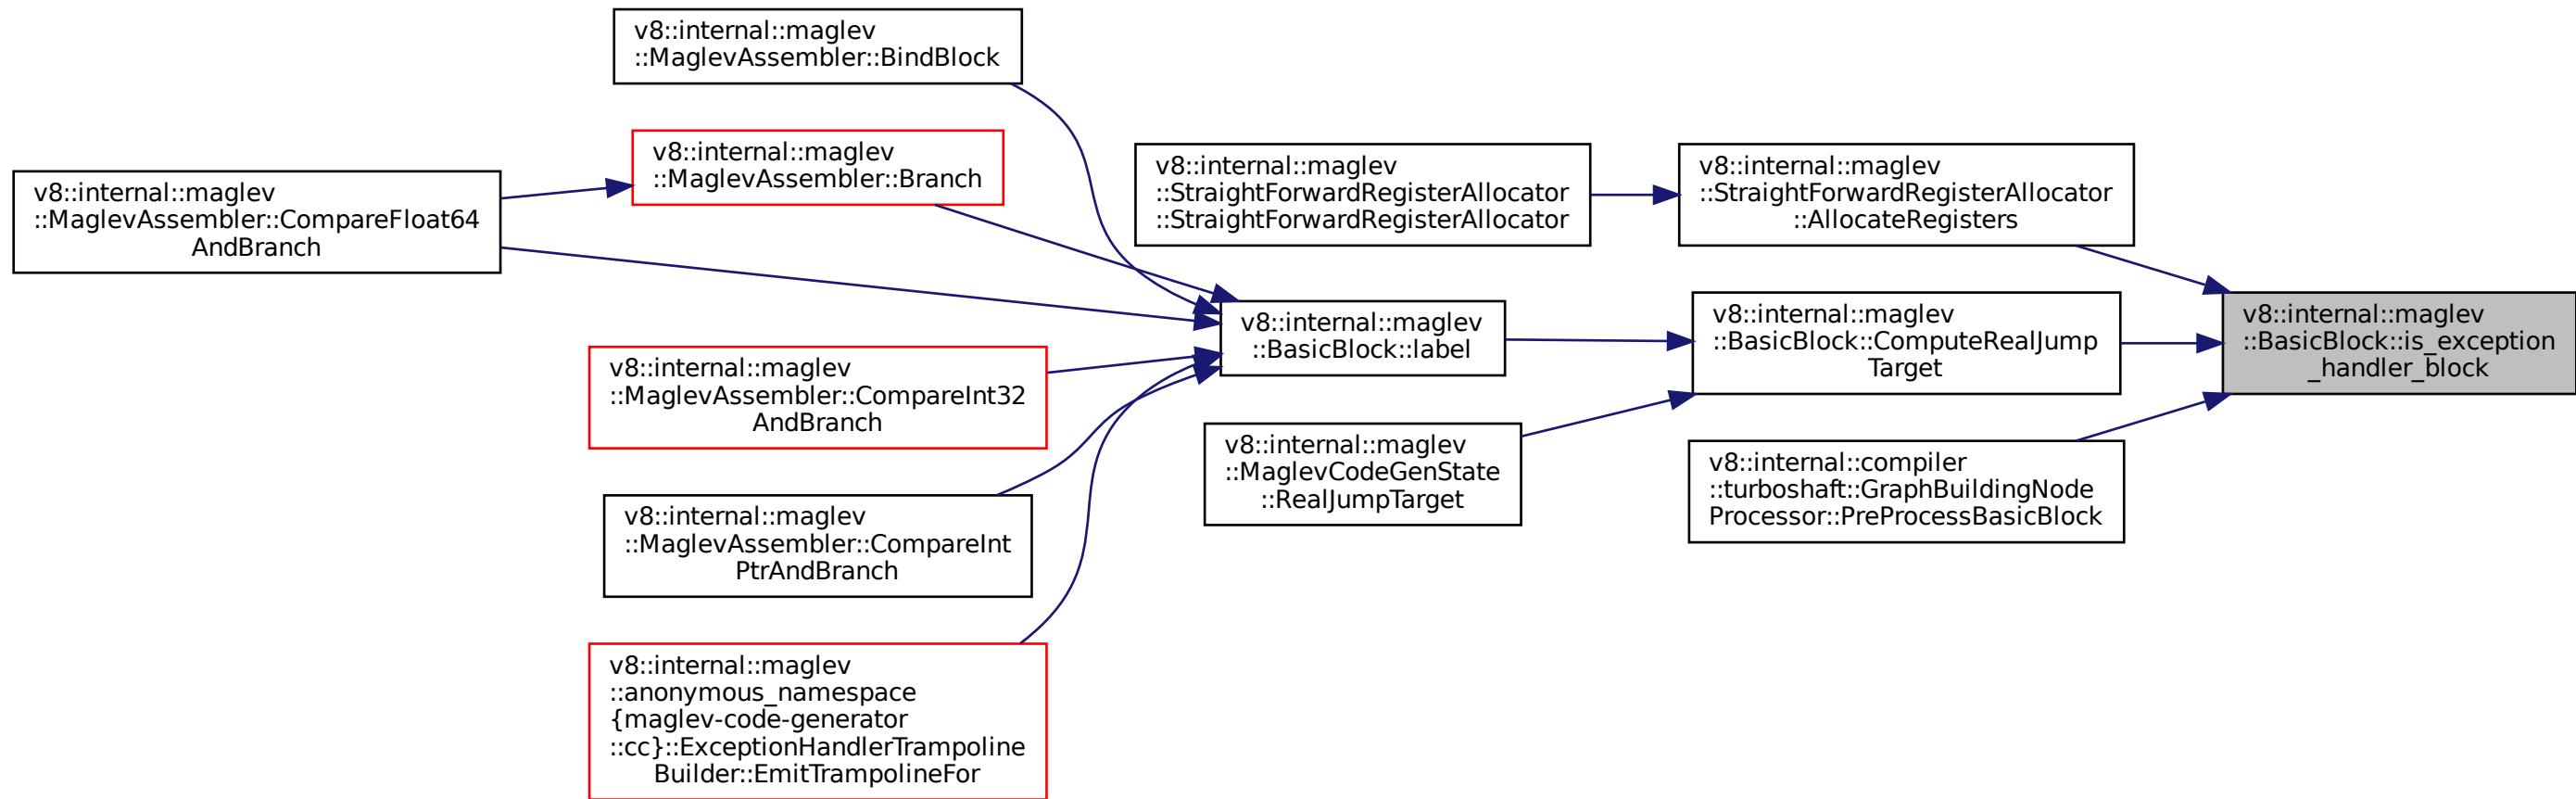 v8::internal::maglev
::MaglevAssembler::BindBlock
v8::internal::maglev
::MaglevAssembler::Branch
v8::internal::maglev
::MaglevAssembler::CompareFloat64
AndBranch
v8::internal::maglev
::StraightForwardRegisterAllocator
::StraightForwardRegisterAllocator
v8::internal::maglev
::StraightForwardRegisterAllocator
::AllocateRegisters
v8::internal::maglev
::BasicBlock::label
v8::internal::maglev
::BasicBlock::ComputeRealJump
Target
v8::internal::maglev
::BasicBlock::is_exception
_handler_block
v8::internal::maglev
::MaglevAssembler::CompareInt32
AndBranch
v8::internal::maglev
::MaglevCodeGenState
::RealJumpTarget
v8::internal::compiler
::turboshaft::GraphBuildingNode
Processor::PreProcessBasicBlock
v8::internal::maglev
::MaglevAssembler::CompareInt
PtrAndBranch
v8::internal::maglev
::anonymous_namespace
{maglev-code-generator
::cc}::ExceptionHandlerTrampoline
Builder::EmitTrampolineFor